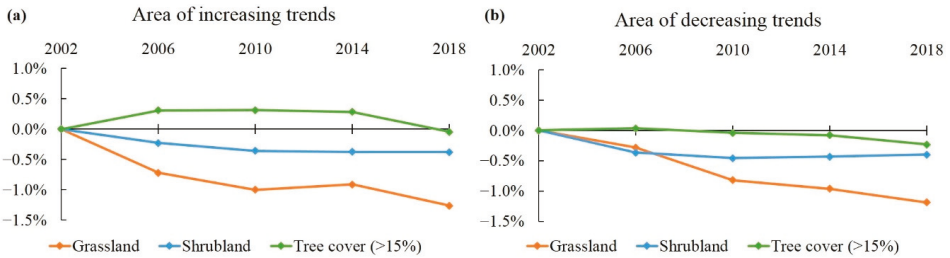 (a) Area of increasing trends
2002 2006 2010 2014 2018
1.0%
0.5%
0.0%
−0.5%
−1.0%
−1.5%
Grassland Shrubland Tree cover (>15%)
(b) Area of decreasing trends
2002 2006 2010 2014 2018
1.0%
0.5%
0.0%
−0.5%
−1.0%
−1.5%
Grassland Shrubland Tree cover (>15%)